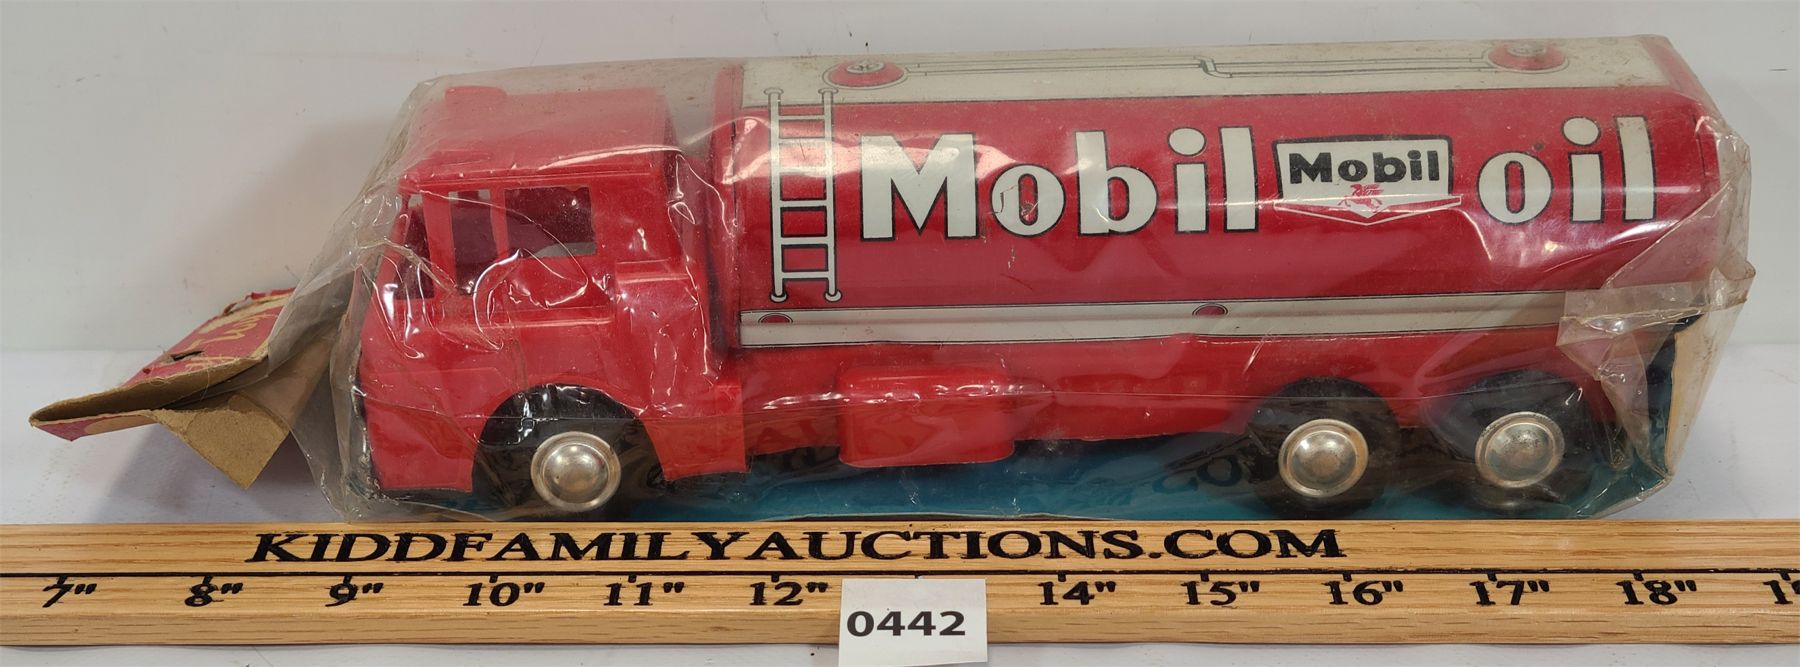 Mobil Mobil oil
KIDDFAMILYAUCTIONS.COM
7" 8" 9" 10" 11" 12" 14" 15" 16" 17" 18"
0442